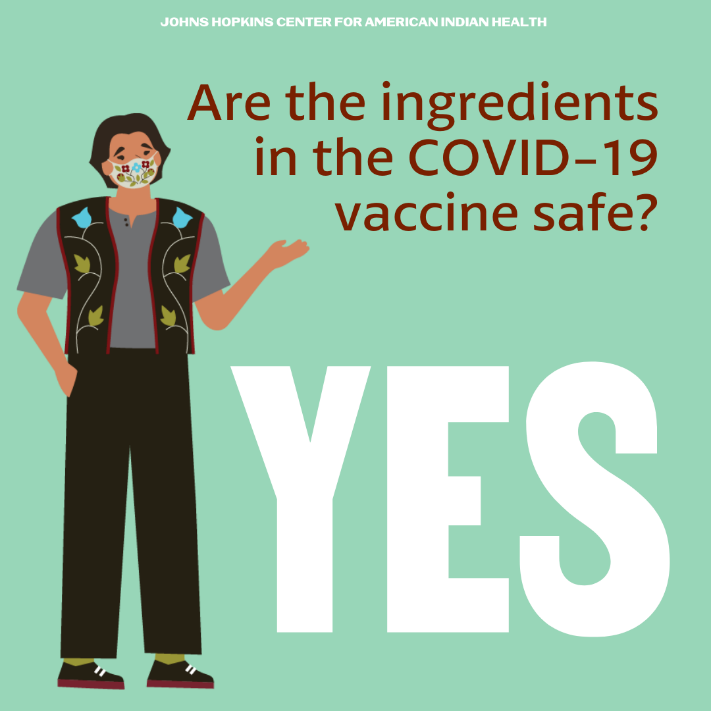 JOHNS HOPKINS CENTER FOR AMERICAN INDIAN HEALTH
Are the ingredients
in the COVID-19
vaccine safe?
YES